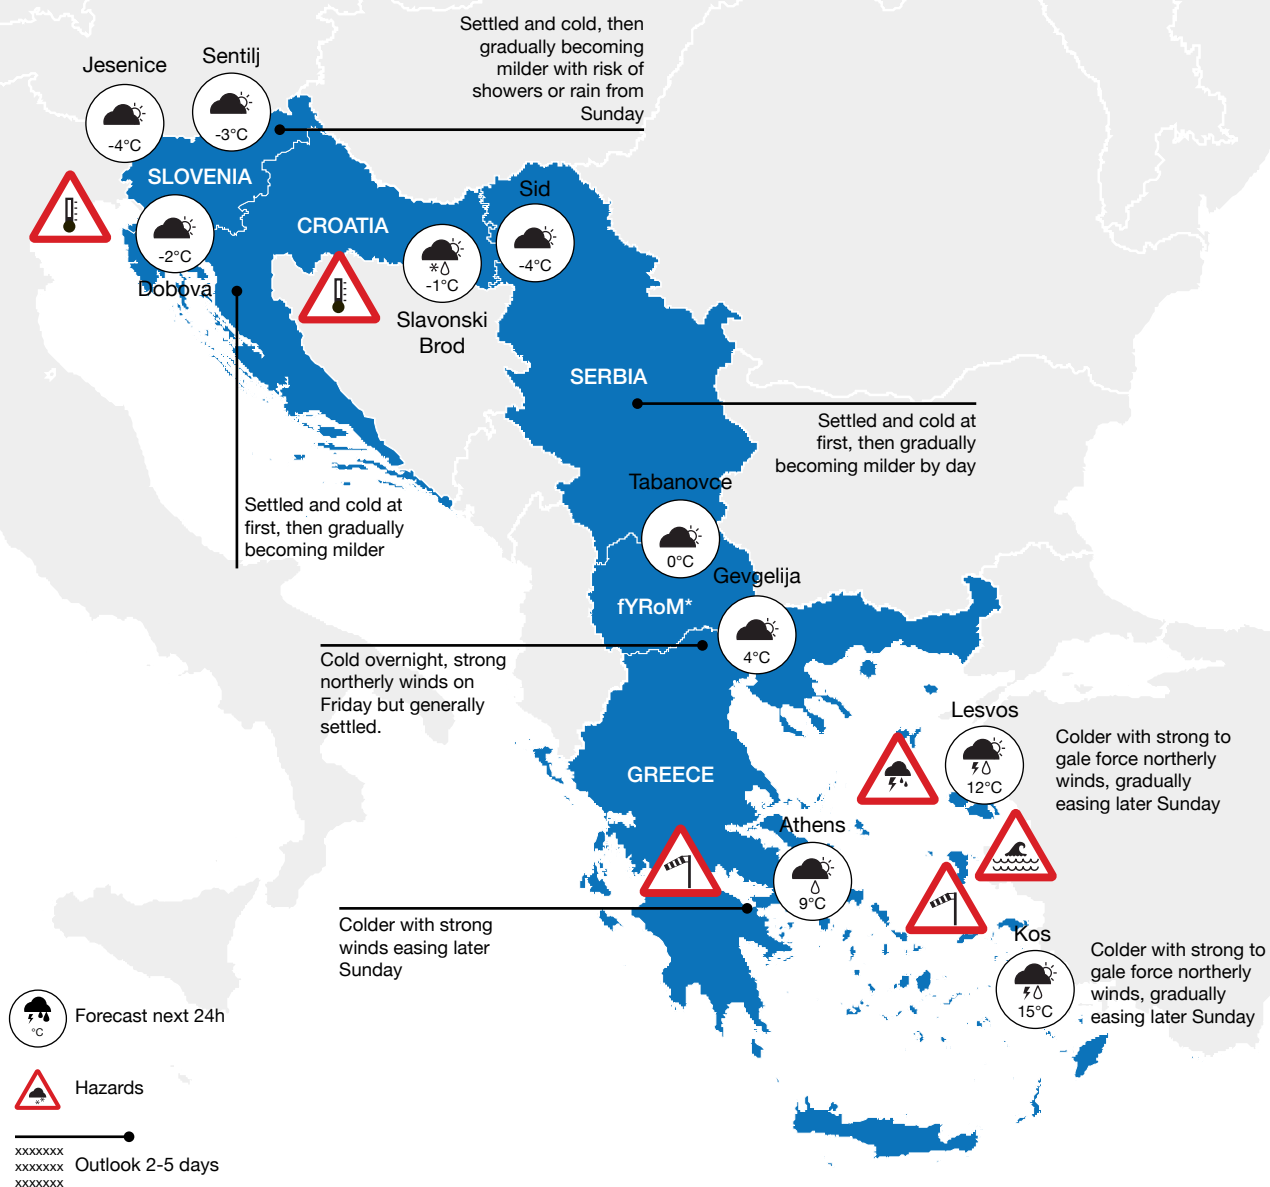 Settled and cold, then
gradually becoming
milder with risk of
showers or rain from
Sunday
Jesenice
Sentilj
-4°C
-3°C
SLOVENIA
Sid
CROATIA
-2°C
-4°C
-1°C
Dobova
Slavonski
Brod
SERBIA
Settled and cold at
first, then gradually
becoming milder by day
Tabanovce
Settled and cold at
first, then gradually
becoming milder
0°C
Gevgelija
fYRoM*
4°C
Cold overnight, strong
northerly winds on
Friday but generally
settled.
Lesvos
Colder with strong to
gale force northerly
winds, gradually
easing later Sunday
12°C
GREECE
Athens
9°C
Colder with strong
winds easing later
Sunday
Kos
Colder with strong to
gale force northerly
winds, gradually
easing later Sunday
15°C
°C
Forecast next 24h
Hazards
xxxxxxx
xxxxxxx
xxxxxxx
Outlook 2-5 days